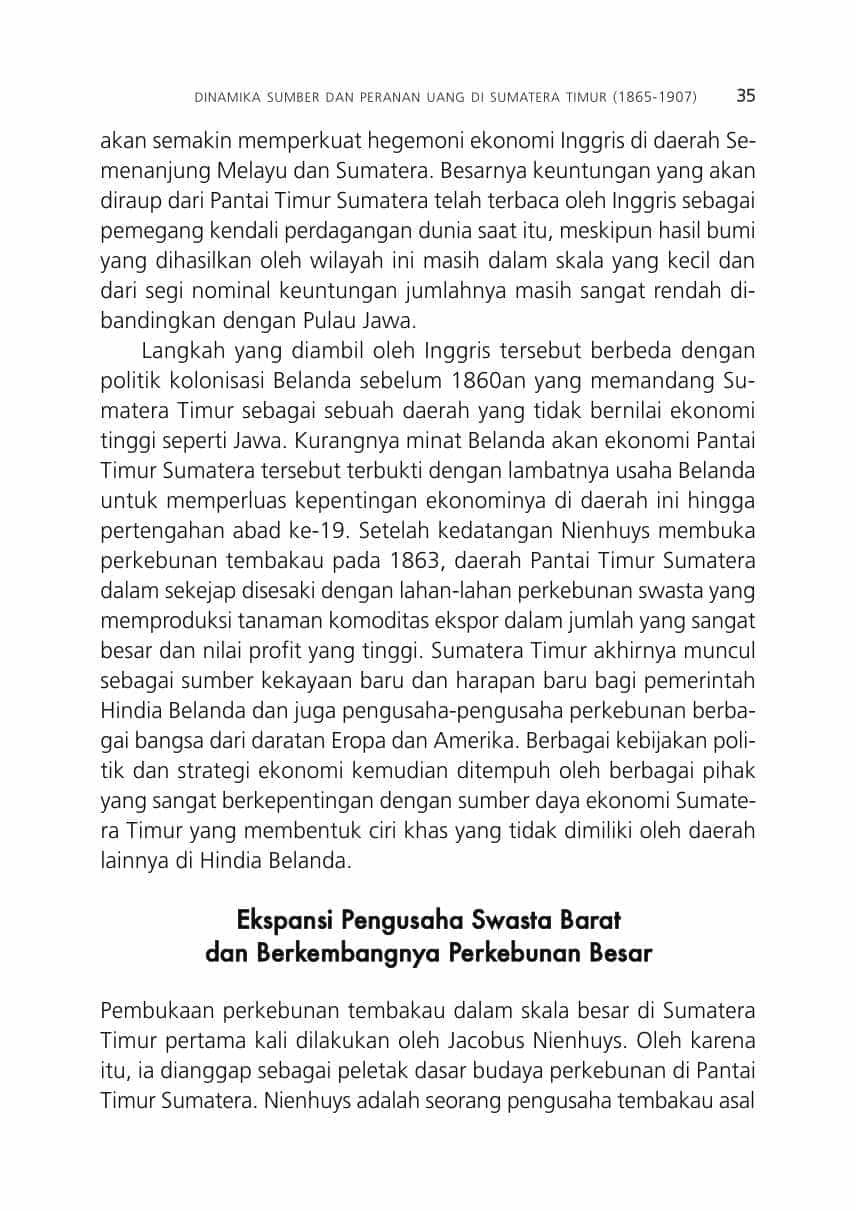 DINAMIKA SUMBER DAN PERANAN UANG DI SUMATERA TIMUR (1865-1907) 35
akan semakin memperkuat hegemoni ekonomi Inggris di daerah Se-
menanjung Melayu dan Sumatera. Besarnya keuntungan yang akan
diraup dari Pantai Timur Sumatera telah terbaca oleh Inggris sebagai
pemegang kendali perdagangan dunia saat itu, meskipun hasil bumi
yang dihasilkan oleh wilayah ini masih dalam skala yang kecil dan
dari segi nominal keuntungan jumlahnya masih sangat rendah di-
bandingkan dengan Pulau Jawa.
Langkah yang diambil oleh Inggris tersebut berbeda dengan
politik kolonisasi Belanda sebelum 1860an yang memandang Su-
matera Timur sebagai sebuah daerah yang tidak bernilai ekonomi
tinggi seperti Jawa. Kurangnya minat Belanda akan ekonomi Pantai
Timur Sumatera tersebut terbukti dengan lambatnya usaha Belanda
untuk memperluas kepentingan ekonominya di daerah ini hingga
pertengahan abad ke-19. Setelah kedatangan Nienhuys membuka
perkebunan tembakau pada 1863, daerah Pantai Timur Sumatera
dalam sekejap disesaki dengan lahan-lahan perkebunan swasta yang
memproduksi tanaman komoditas ekspor dalam jumlah yang sangat
besar dan nilai profit yang tinggi. Sumatera Timur akhirnya muncul
sebagai sumber kekayaan baru dan harapan baru bagi pemerintah
Hindia Belanda dan juga pengusaha-pengusaha perkebunan berba-
gai bangsa dari daratan Eropa dan Amerika. Berbagai kebijakan poli-
tik dan strategi ekonomi kemudian ditempuh oleh berbagai pihak
yang sangat berkepentingan dengan sumber daya ekonomi Sumate-
ra Timur yang membentuk ciri khas yang tidak dimiliki oleh daerah
lainnya di Hindia Belanda.
Ekspansi Pengusaha Swasta Barat
dan Berkembangnya Perkebunan Besar
Pembukaan perkebunan tembakau dalam skala besar di Sumatera
Timur pertama kali dilakukan oleh Jacobus Nienhuys. Oleh karena
itu, ia dianggap sebagai peletak dasar budaya perkebunan di Pantai
Timur Sumatera. Nienhuys adalah seorang pengusaha tembakau asal